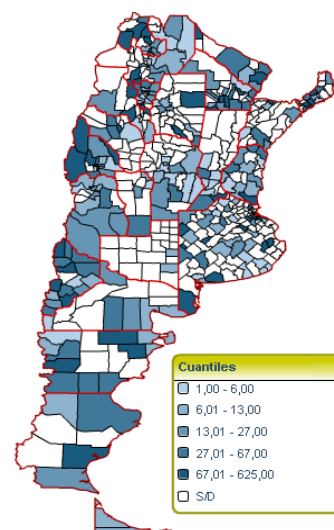 Cuantiles
1,00 - 6,00
6,01 - 13,00
13,01 - 27,00
27,01 - 67,00
67,01 - 625,00
S/D